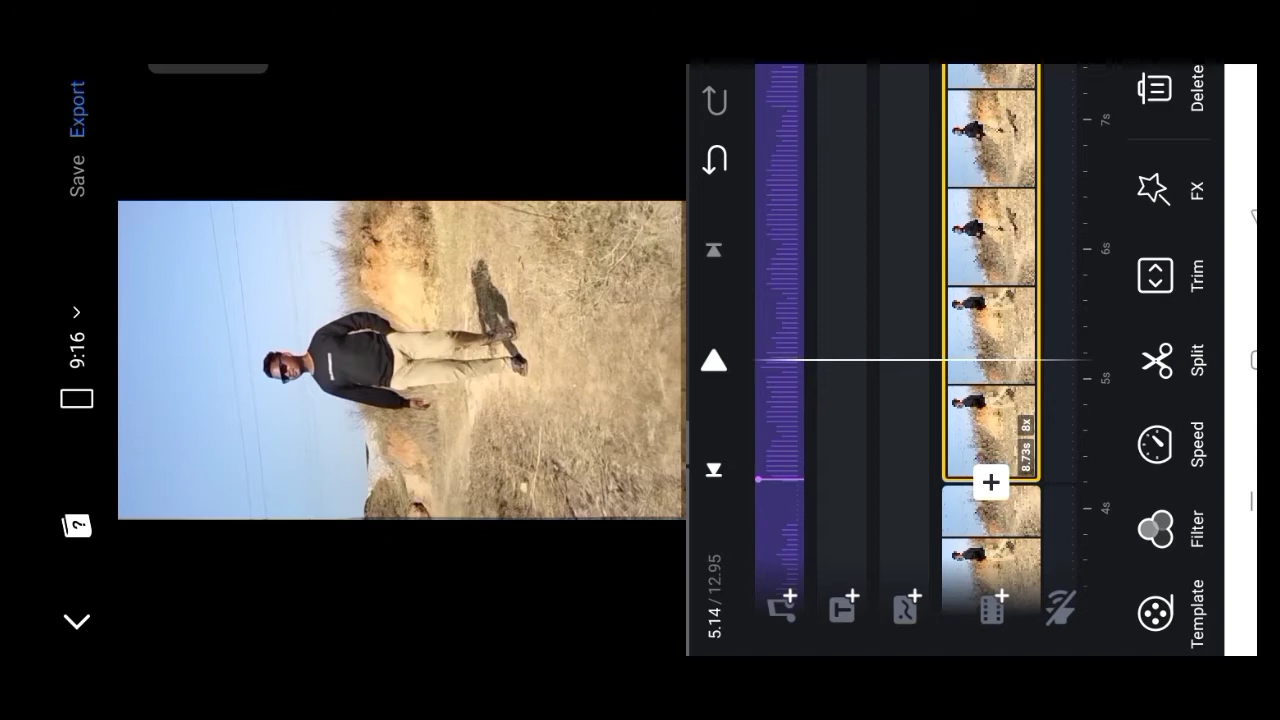 Save Export
9:16
?
5.14 / 12.95
8.73s 8x
4s 5s 6s 7s
Template Filter Speed Split Trim FX Delete